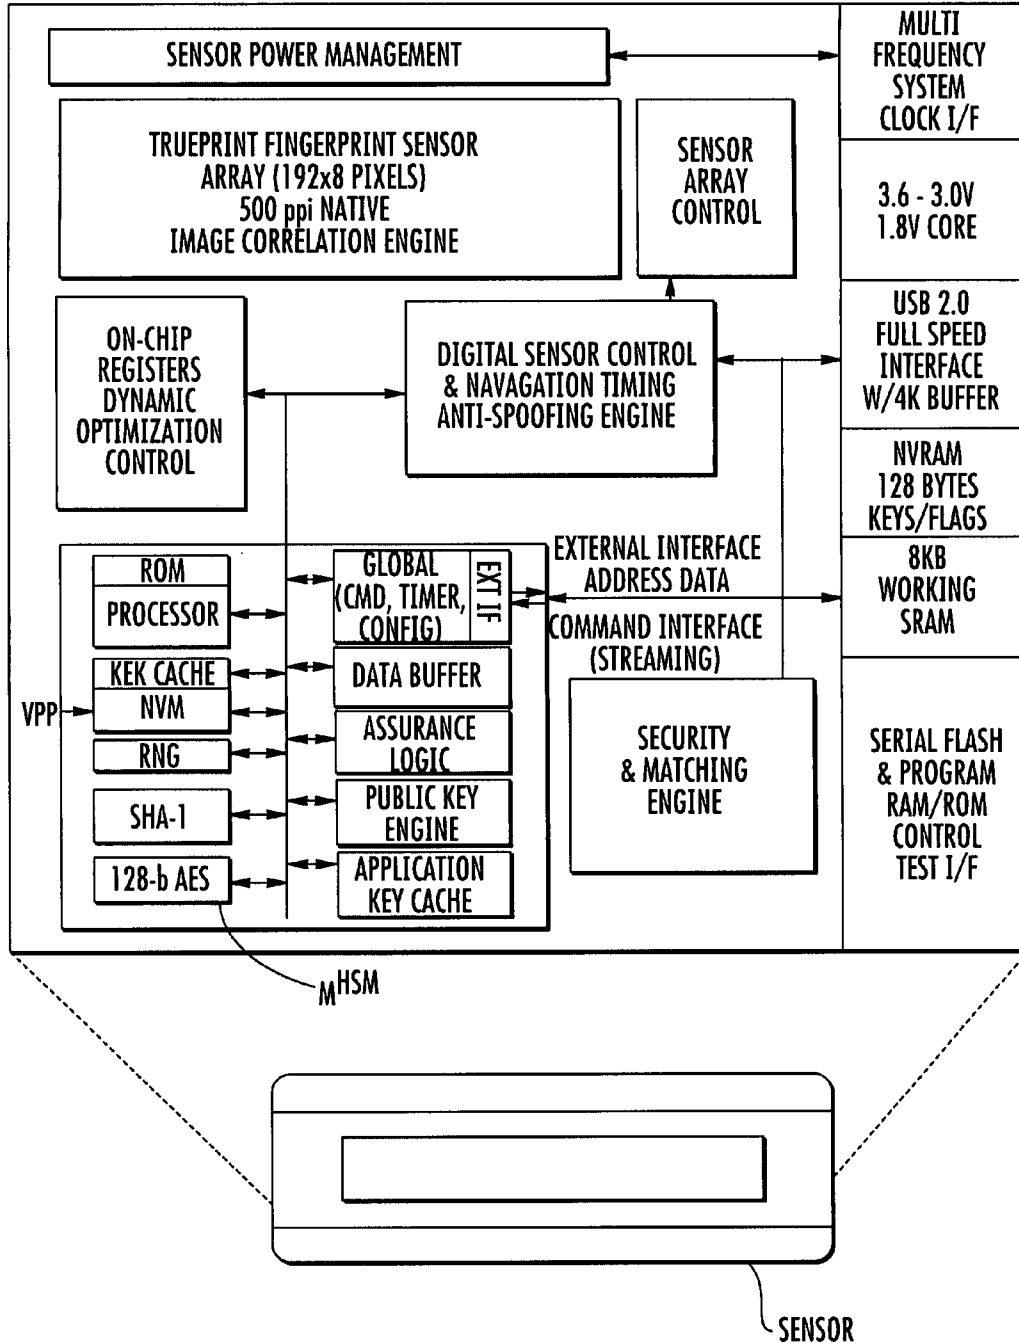 SENSOR POWER MANAGEMENT
MULTI
FREQUENCY
SYSTEM
CLOCK I/F
TRUEPRINT FINGERPRINT SENSOR
ARRAY (192x8 PIXELS)
500 ppi NATIVE
IMAGE CORRELATION ENGINE
SENSOR
ARRAY
CONTROL
3.6 - 3.0V
1.8V CORE
ON-CHIP
REGISTERS
DYNAMIC
OPTIMIZATION
CONTROL
DIGITAL SENSOR CONTROL
& NAVAGATION TIMING
ANTI-SPOOFING ENGINE
USB 2.0
FULL SPEED
INTERFACE
W/4K BUFFER
NVRAM
128 BYTES
KEYS/FLAGS
ROM
PROCESSOR
KEK CACHE
NVM
VPP
RNG
SHA-1
128-b AES
GLOBAL
(CMD, TIMER,
CONFIG)
EXT IF
DATA BUFFER
ASSURANCE
LOGIC
PUBLIC KEY
ENGINE
APPLICATION
KEY CACHE
EXTERNAL INTERFACE
ADDRESS DATA
COMMAND INTERFACE
(STREAMING)
8KB
WORKING
SRAM
SECURITY
& MATCHING
ENGINE
SERIAL FLASH
& PROGRAM
RAM/ROM
CONTROL
TEST I/F
MHSM
SENSOR